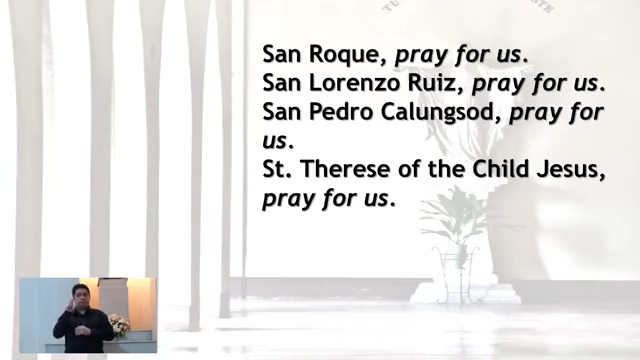 San Roque, pray for us.
San Lorenzo Ruiz, pray for us.
San Pedro Calungsod, pray for
us.
St. Therese of the Child Jesus,
pray for us.